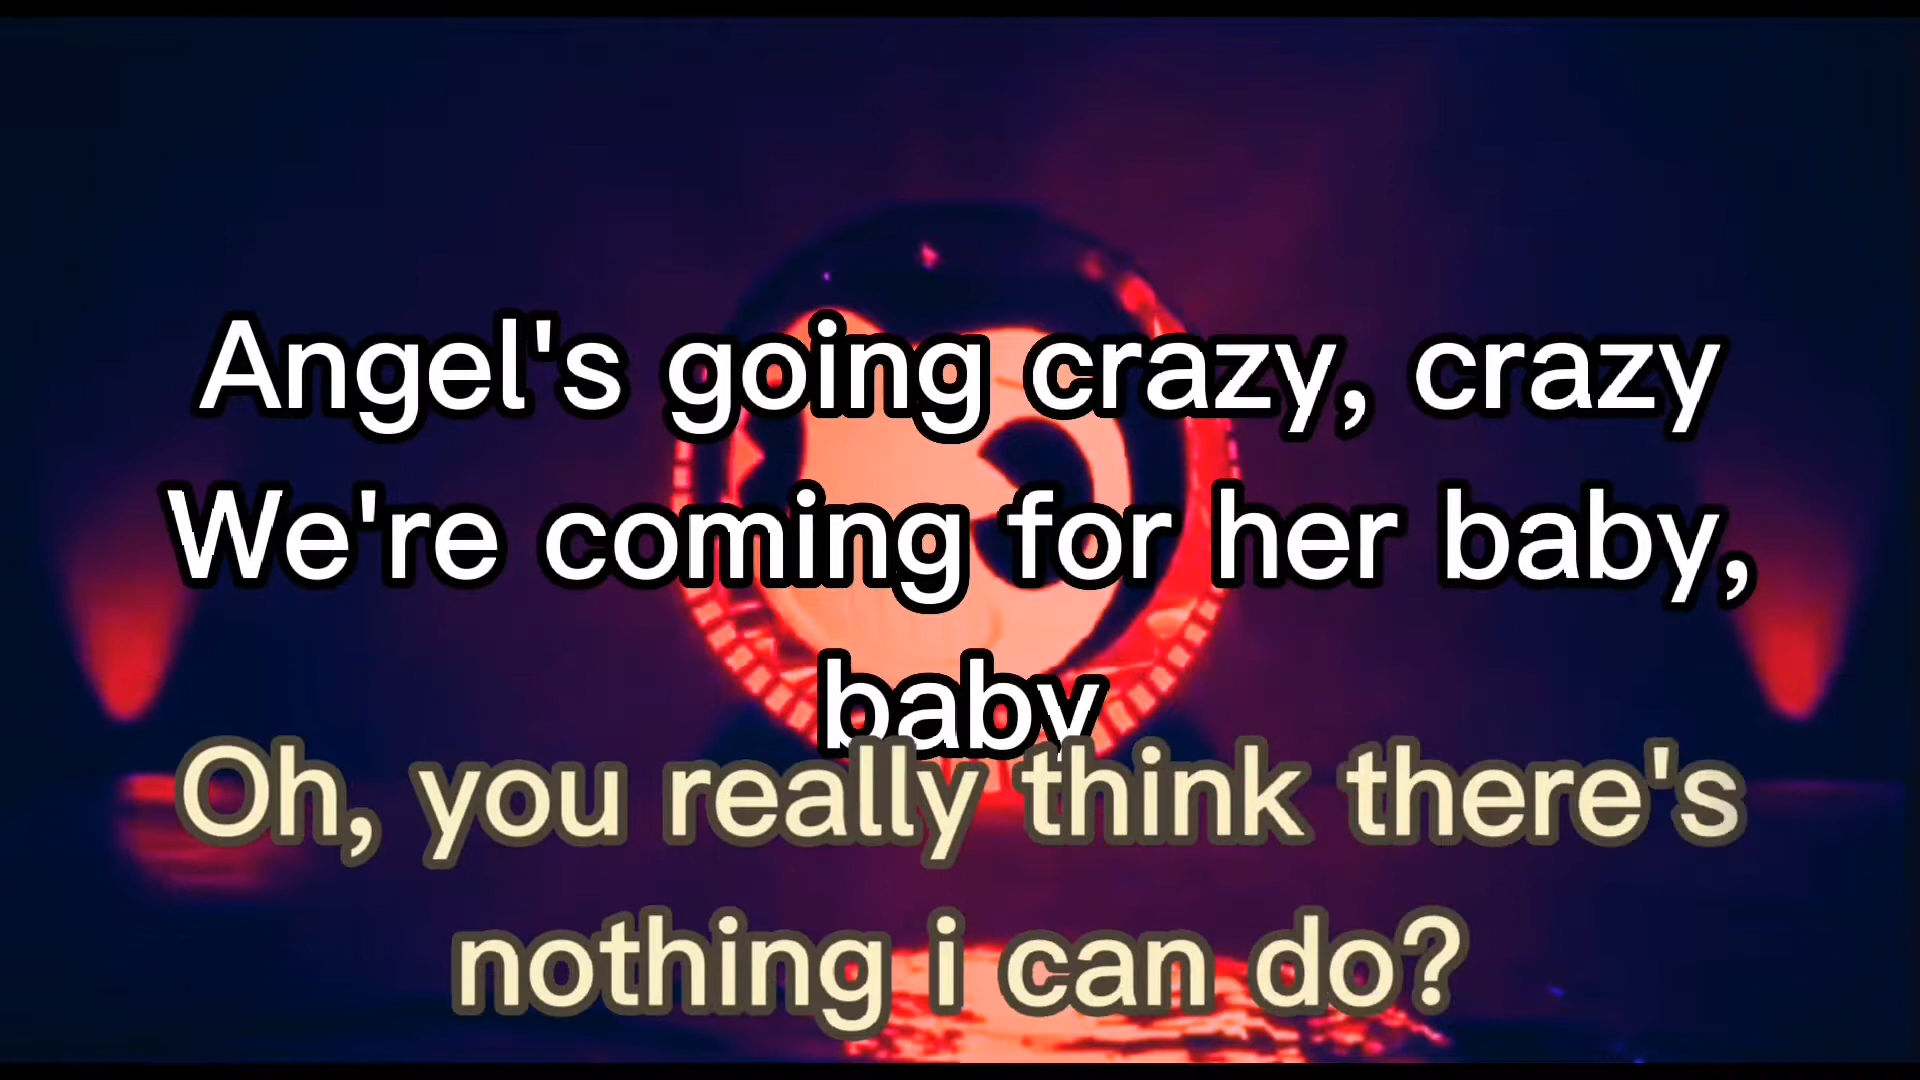 Angel's going crazy, crazy
We're coming for her baby,
baby
Oh, you really think there's
nothing i can do?